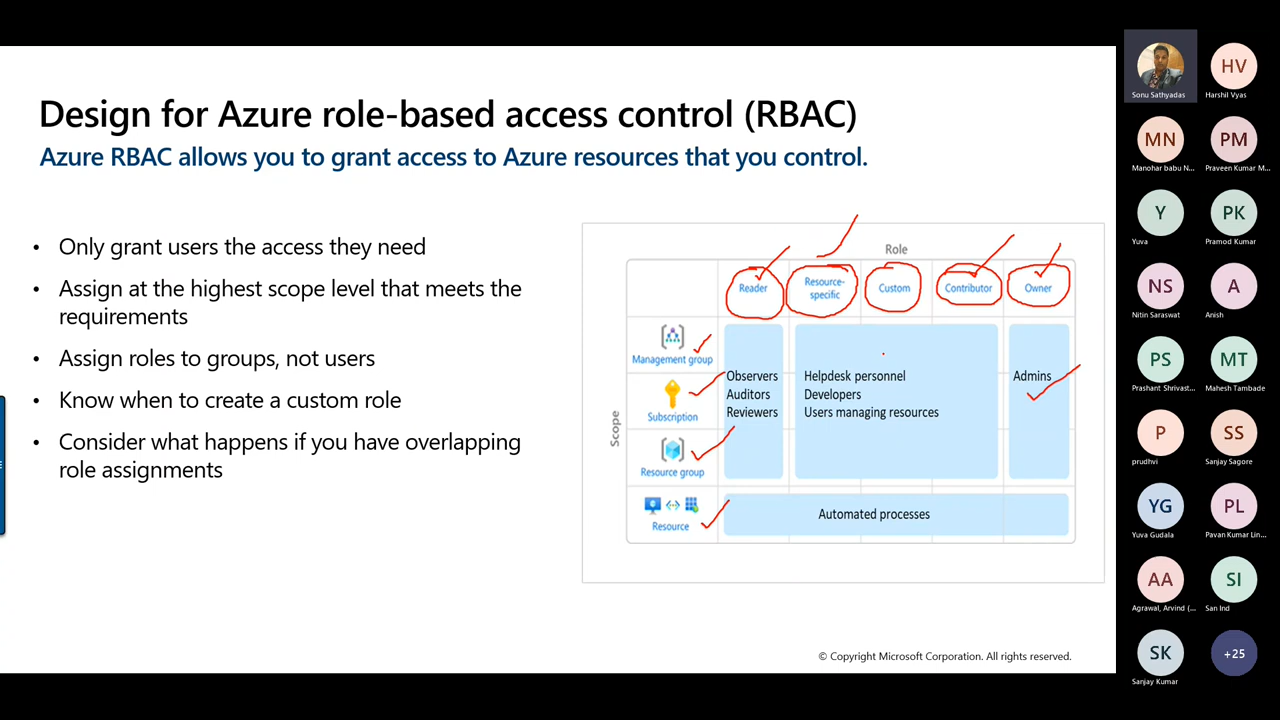 Design for Azure role-based access control (RBAC)
Azure RBAC allows you to grant access to Azure resources that you control.
• Only grant users the access they need
• Assign at the highest scope level that meets the
requirements
• Assign roles to groups, not users
• Know when to create a custom role
• Consider what happens if you have overlapping
role assignments
Role
Reader
Resource-
specific
Custom
Contributor
Owner
Scope
Management group
Subscription
Resource group
Resource
Observers
Auditors
Reviewers
Helpdesk personnel
Developers
Users managing resources
Admins
Automated processes
© Copyright Microsoft Corporation. All rights reserved.
Sonu Sathyadas
HV
Harshil Vyas
MN
Manohar babu N...
PM
Praveen Kumar M...
Y
Yuva
PK
Pramod Kumar
NS
Nitin Saraswat
A
Anish
PS
Prashant Shrivast...
MT
Mahesh Tambade
P
prudhvi
SS
Sanjay Sagore
YG
Yuva Gudala
PL
Pavan Kumar Lin...
AA
Agrawal, Arvind (...
SI
San Ind
SK
Sanjay Kumar
+25